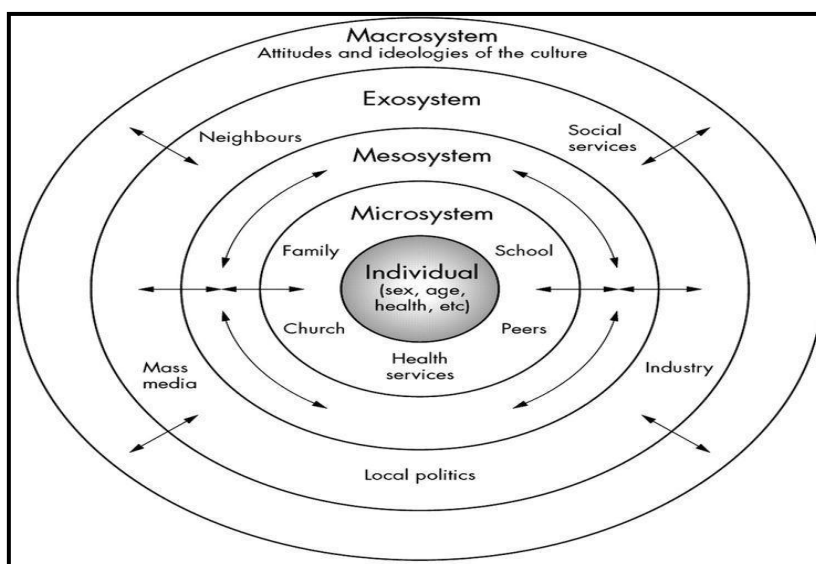 Macrosystem
Attitudes and ideologies of the culture
Exosystem
Neighbours
Social
services
Mesosystem
Microsystem
Family
School
Individual
(sex, age,
health, etc)
Church
Peers
Health
services
Mass
media
Industry
Local politics